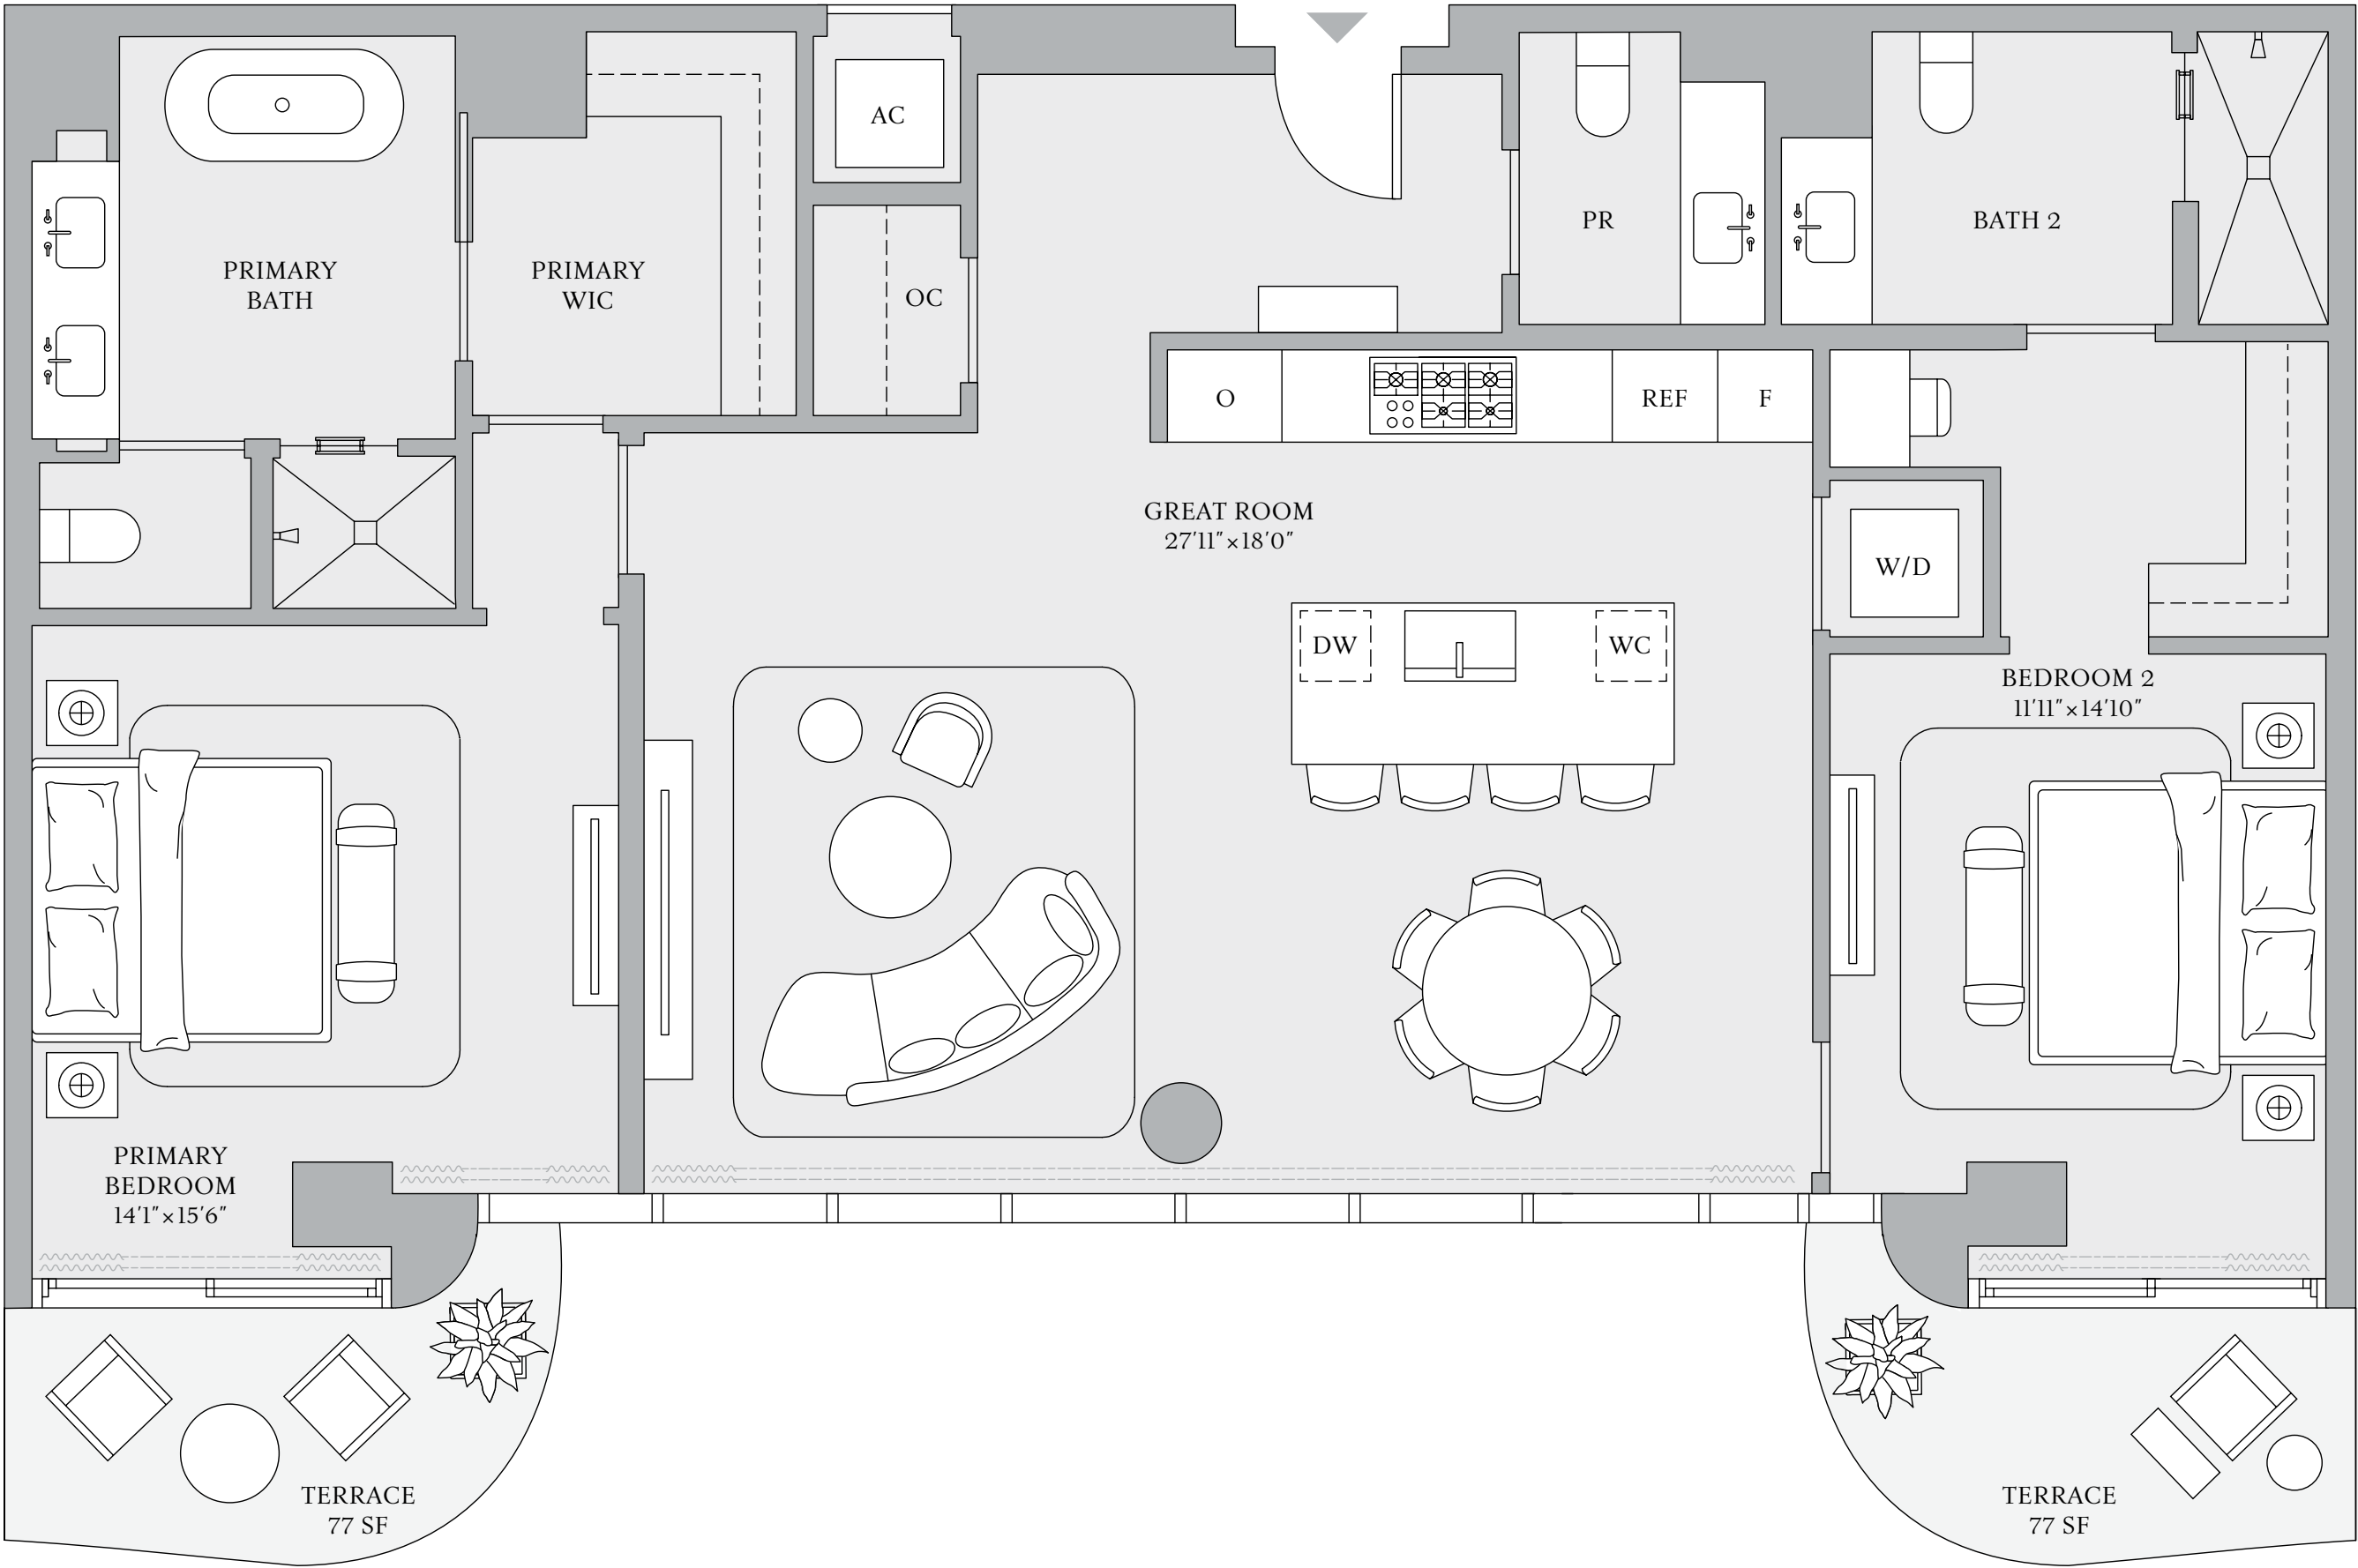 AC
PR
BATH 2
PRIMARY
BATH
PRIMARY
WIC
OC
O
REF
F
GREAT ROOM
27'11"×18'0"
W/D
DW
WC
BEDROOM 2
11'11"×14'10"
PRIMARY
BEDROOM
14'1"×15'6"
TERRACE
77 SF
TERRACE
77 SF